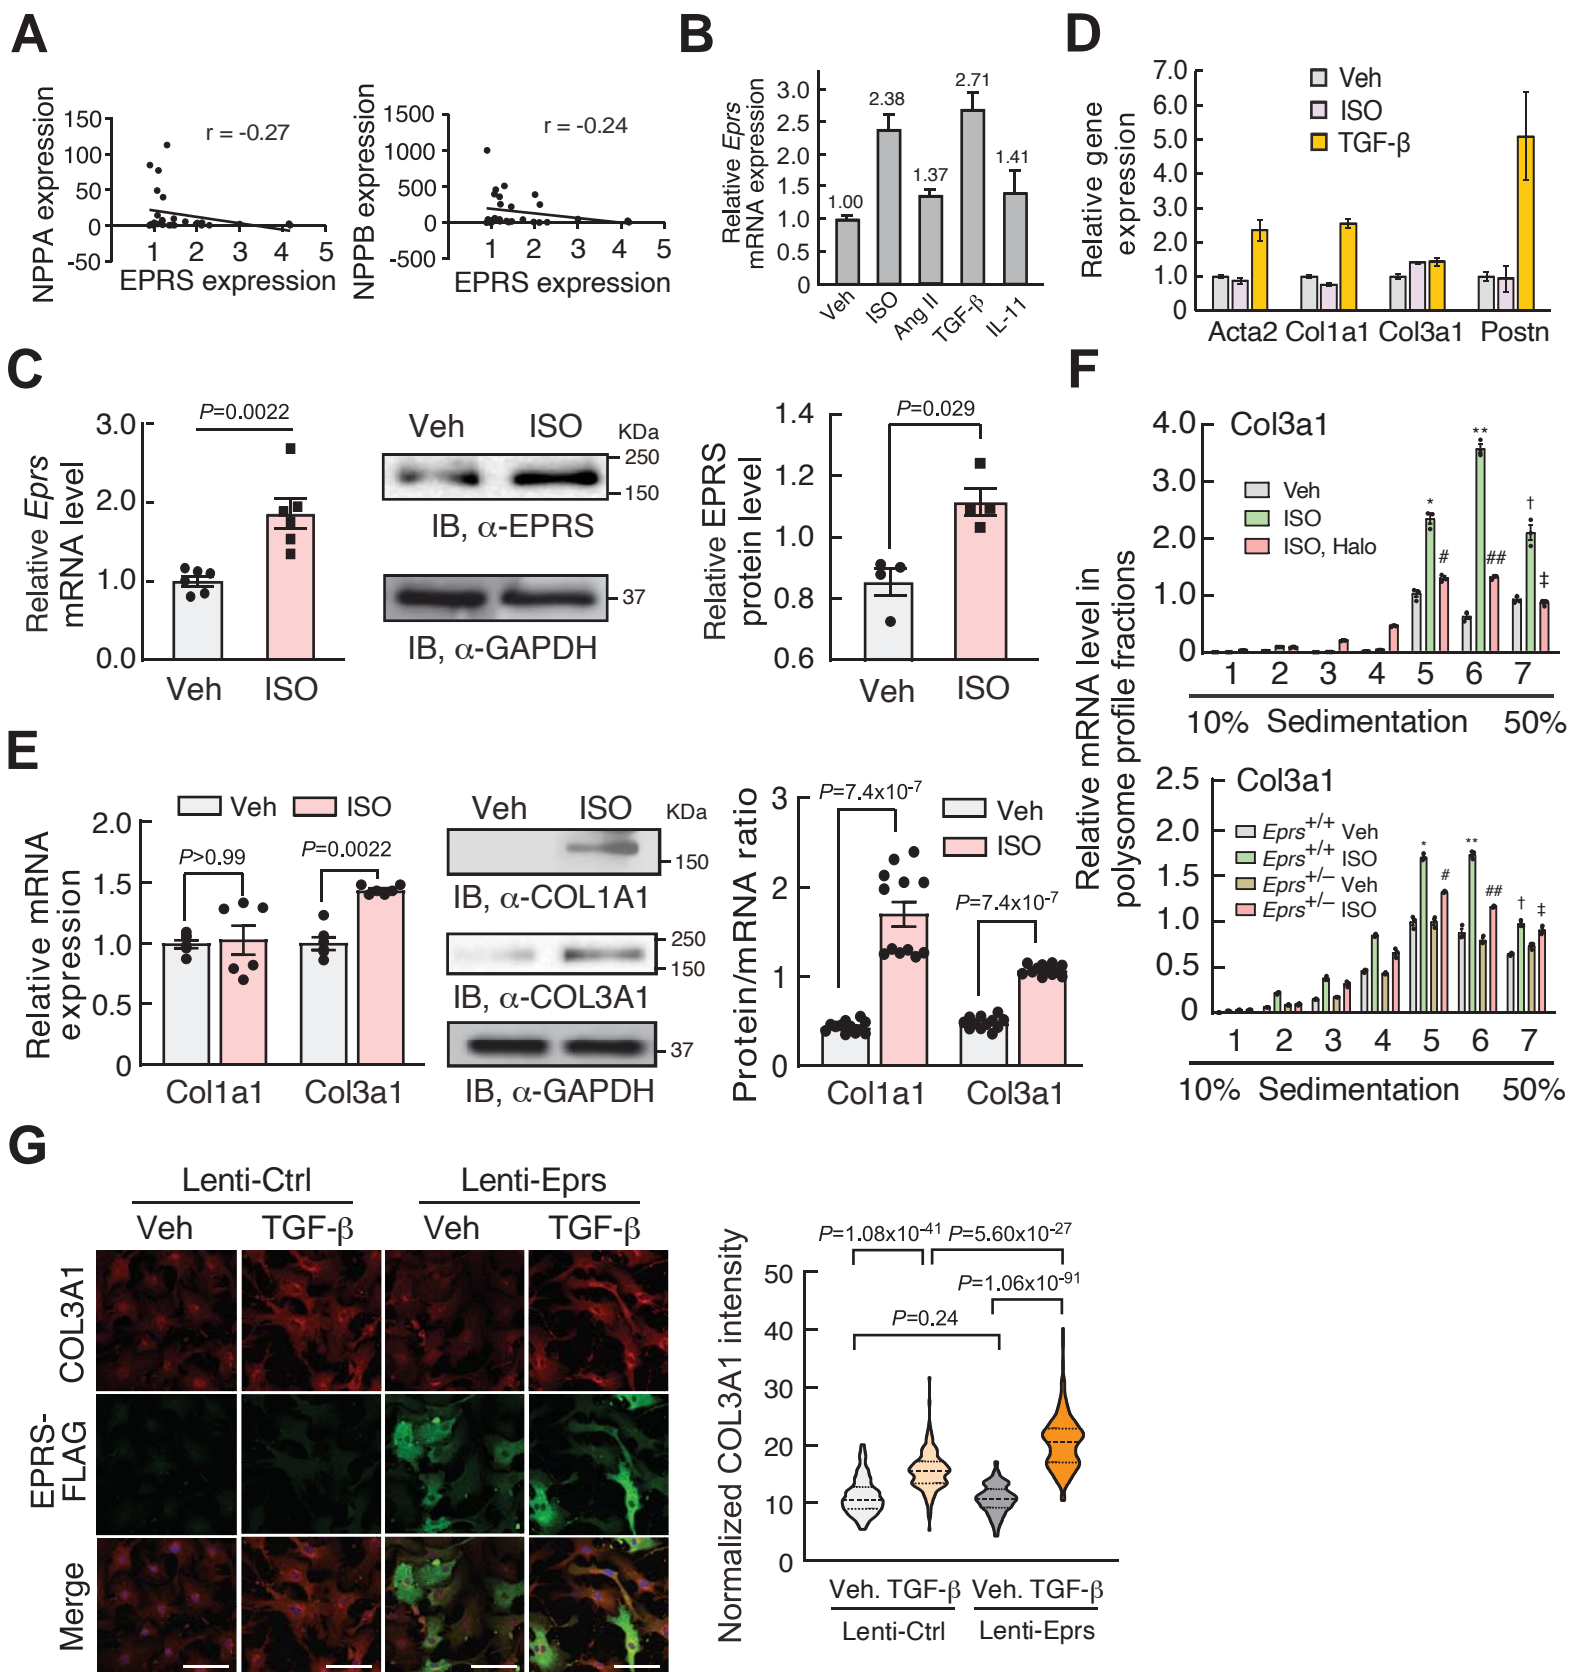 A
NPPA expression
150
100
50
0
-50
r = -0.27
1 2 3 4 5
EPRS expression
NPPB expression
1500
1000
500
0
-500
r = -0.24
1 2 3 4 5
EPRS expression
B
Relative Eprs
mRNA expression
3.0
2.5
2.0
1.5
1.0
0.5
0
1.00
2.38
1.37
2.71
1.41
Veh
ISO
Ang II
TGF-β
IL-11
D
Relative gene
expression
7.0
6.0
5.0
4.0
3.0
2.0
1.0
0
Veh
ISO
TGF-β
Acta2 Col1a1 Col3a1 Postn
C
Relative Eprs
mRNA level
3.0
2.0
1.0
0.0
P=0.0022
Veh ISO
Veh ISO
KDa
250
150
IB, α-EPRS
37
IB, α-GAPDH
Relative EPRS
protein level
1.4
1.2
1.0
0.8
0.6
P=0.029
Veh ISO
F
Relative mRNA level in
polysome profile fractions
4.0
3.0
2.0
1.0
0
Col3a1
Veh
ISO
ISO, Halo
*
#
**
##
†
‡
1 2 3 4 5 6 7
10% Sedimentation 50%
2.5
2.0
1.5
1.0
0.5
0
Col3a1
Eprs+/+ Veh
Eprs+/+ ISO
Eprs+/– Veh
Eprs+/– ISO
*
#
**
##
†
‡
1 2 3 4 5 6 7
10% Sedimentation 50%
E
Relative mRNA
expression
2.0
1.5
1.0
0.5
0
Veh ISO
P>0.99
P=0.0022
Col1a1 Col3a1
Veh ISO
KDa
150
IB, α-COL1A1
250
150
IB, α-COL3A1
37
IB, α-GAPDH
Protein/mRNA ratio
3
2
1
0
P=7.4x10-7
P=7.4x10-7
Veh
ISO
Col1a1 Col3a1
G
Lenti-Ctrl Lenti-Eprs
Veh TGF-β Veh TGF-β
COL3A1
EPRS-
FLAG
Merge
Normalized COL3A1 intensity
50
40
30
20
10
0
P=1.08x10-41
P=5.60x10-27
P=1.06x10-91
P=0.24
Veh. TGF-β Veh. TGF-β
Lenti-Ctrl Lenti-Eprs